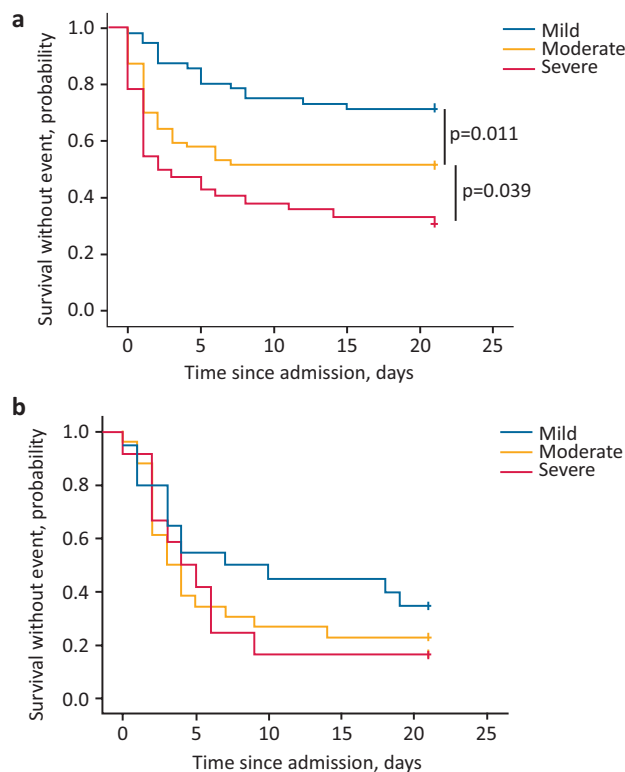 a
Survival without event, probability
1.0
0.8
0.6
0.4
0.2
0.0
Mild
Moderate
Severe
p=0.011
p=0.039
0 5 10 15 20 25
Time since admission, days
b
Survival without event, probability
1.0
0.8
0.6
0.4
0.2
0.0
Mild
Moderate
Severe
0 5 10 15 20 25
Time since admission, days